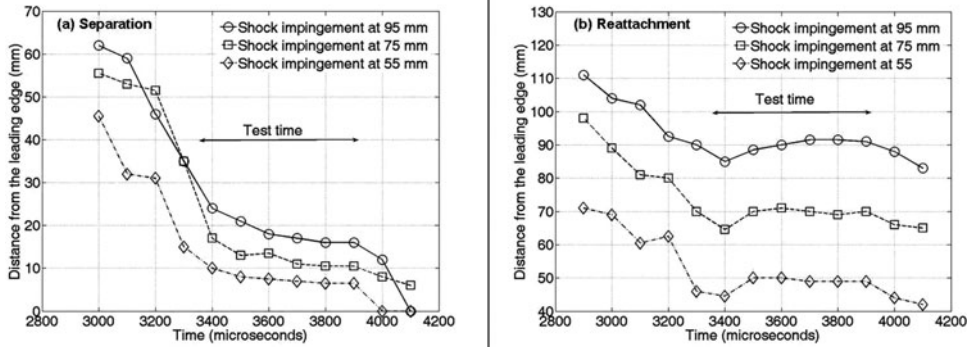 (a) Separation
Shock impingement at 95 mm
Shock impingement at 75 mm
Shock impingement at 55 mm
Test time
Distance from the leading edge (mm)
70
60
50
40
30
20
10
0
2800 3000 3200 3400 3600 3800 4000 4200
Time (microseconds)
(b) Reattachment
Shock impingement at 95 mm
Shock impingement at 75 mm
Shock impingement at 55
Test time
Distance from the leading edge (mm)
130
120
110
100
90
80
70
60
50
40
2800 3000 3200 3400 3600 3800 4000 4200
Time (microseconds)